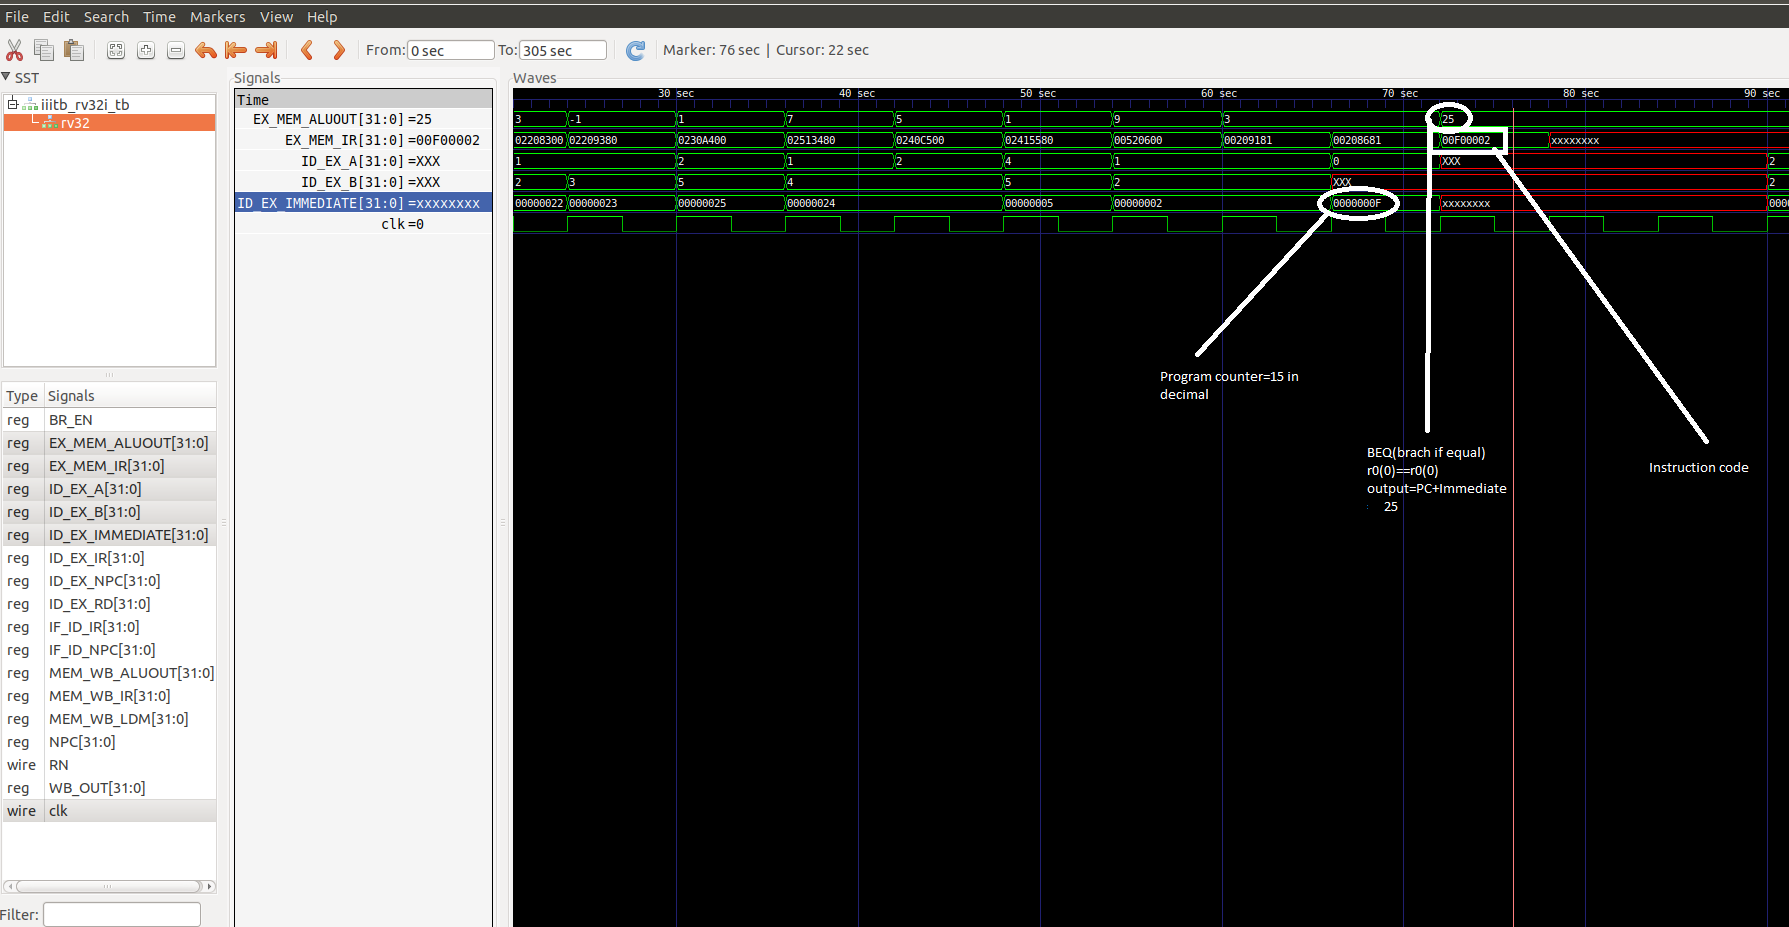 File Edit Search Time Markers View Help
From: 0 sec To: 305 sec Marker: 76 sec | Cursor: 22 sec
SST
iiitb_rv32i_tb
rv32
Type Signals
reg BR_EN
reg EX_MEM_ALUOUT[31:0]
reg EX_MEM_IR[31:0]
reg ID_EX_A[31:0]
reg ID_EX_B[31:0]
reg ID_EX_IMMEDIATE[31:0]
reg ID_EX_IR[31:0]
reg ID_EX_NPC[31:0]
reg ID_EX_RD[31:0]
reg IF_ID_IR[31:0]
reg IF_ID_NPC[31:0]
reg MEM_WB_ALUOUT[31:0]
reg MEM_WB_IR[31:0]
reg MEM_WB_LDM[31:0]
reg NPC[31:0]
wire RN
reg WB_OUT[31:0]
wire clk
Filter:
Signals
Time
EX_MEM_ALUOUT[31:0] =25
EX_MEM_IR[31:0] =00F00002
ID_EX_A[31:0] =XXX
ID_EX_B[31:0] =XXX
ID_EX_IMMEDIATE[31:0] =xxxxxxxx
clk =0
Waves
30 sec 40 sec 50 sec 60 sec 70 sec 80 sec 90 sec
3 -1 1 7 5 1 9 3 25
02208300 02209380 0230A400 02513480 0240C500 02415580 00520600 00209181 00208681 00F00002 xxxxxxxx
1 2 1 2 4 1 0 XXX 2
2 3 5 4 5 2 XXX 2
00000022 00000023 00000025 00000024 00000005 00000002 0000000F xxxxxxxx 0000
Program counter=15 in
decimal
BEQ(brach if equal)
r0(0)==r0(0)
output=PC+Immediate
25
Instruction code